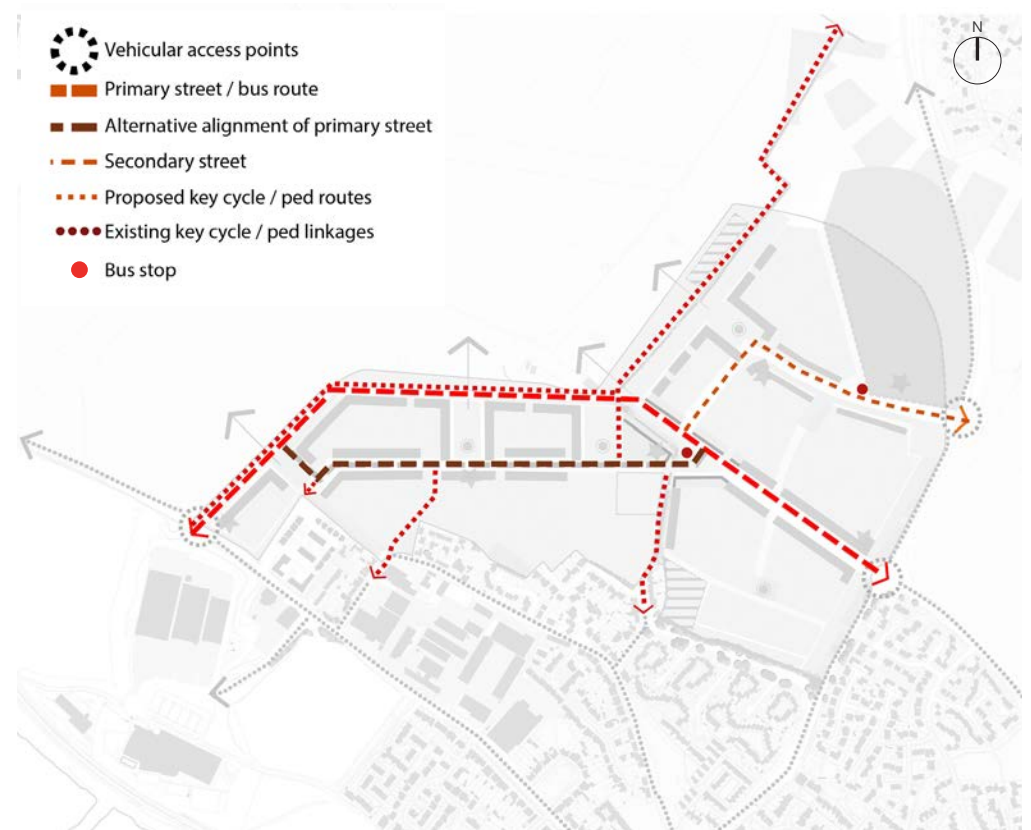 Vehicular access points
Primary street / bus route
Alternative alignment of primary street
Secondary street
Proposed key cycle / ped routes
Existing key cycle / ped linkages
Bus stop
N